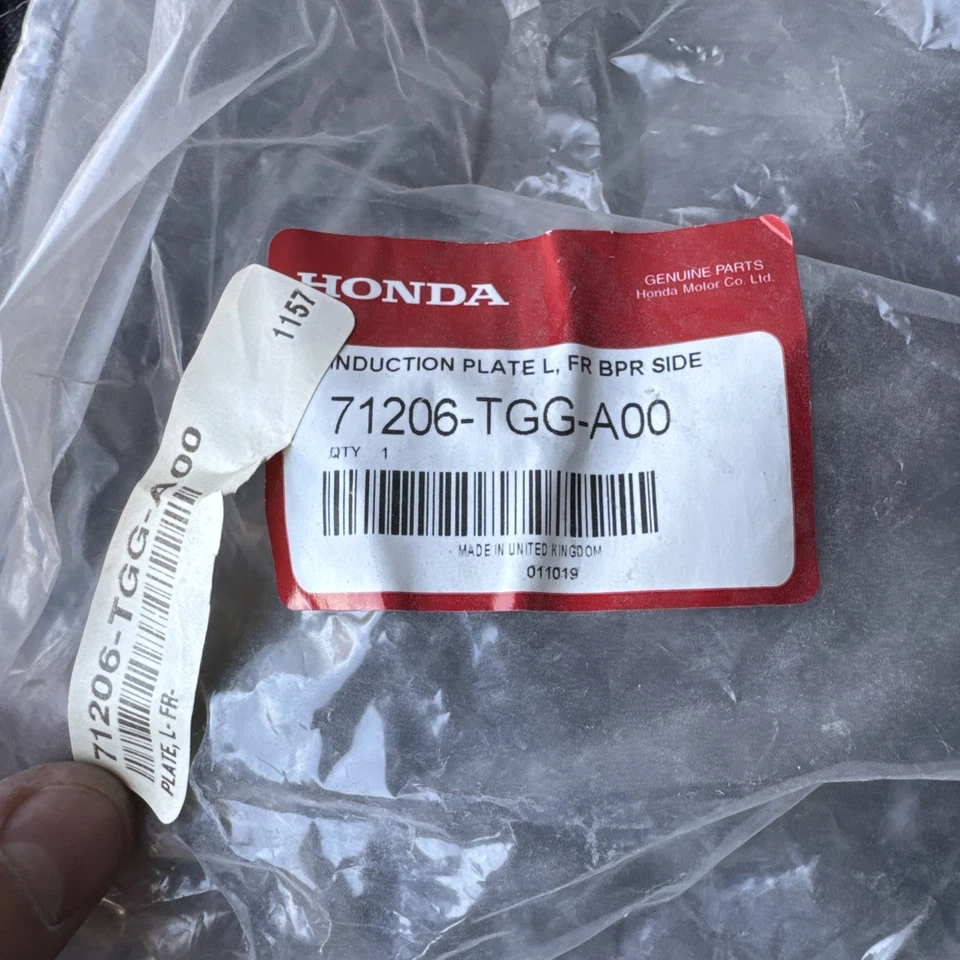 HONDA
GENUINE PARTS
Honda Motor Co. Ltd.
INDUCTION PLATE L, FR BPR SIDE
71206-TGG-A00
QTY 1
MADE IN UNITED KINGDOM
011019
1157
71206-TGG-A00
PLATE, L- FR-